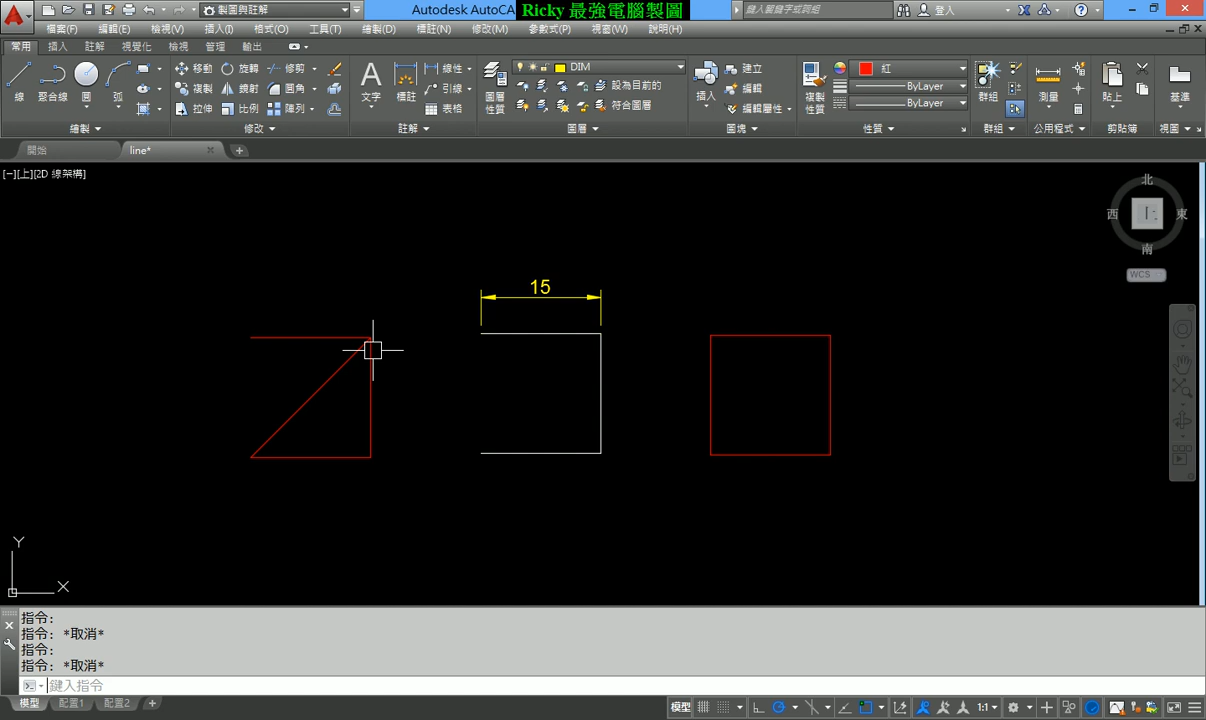 製圖與註解
Autodesk AutoCA
Ricky 最強電腦製圖
鍵入關鍵字或詞組
登入
檔案(F) 編輯(E) 檢視(V) 插入(I) 格式(O) 工具(T) 繪製(D) 標註(N) 修改(M) 參數式(P) 視窗(W) 說明(H)
常用 插入 註解 視覺化 檢視 管理 輸出
線 聚合線 圓 弧
移動 旋轉 修剪
複製 鏡射 圓角
拉伸 比例 陣列
文字 標註
線性
引線
表格
圖層
性質
DIM
設為目前的
符合圖層
插入
建立
編輯
編輯屬性
複製
性質
紅
ByLayer
ByLayer
群組
測量
貼上
基準
繪製 修改 註解 圖層 圖塊 性質 群組 公用程式 剪貼簿 視圖
開始 line*
[−][上][2D 線架構]
北
西 上 東
南
WCS
15
Y
X
指令:
指令: *取消*
指令:
指令: *取消*
鍵入指令
模型 配置1 配置2
模型
1:1